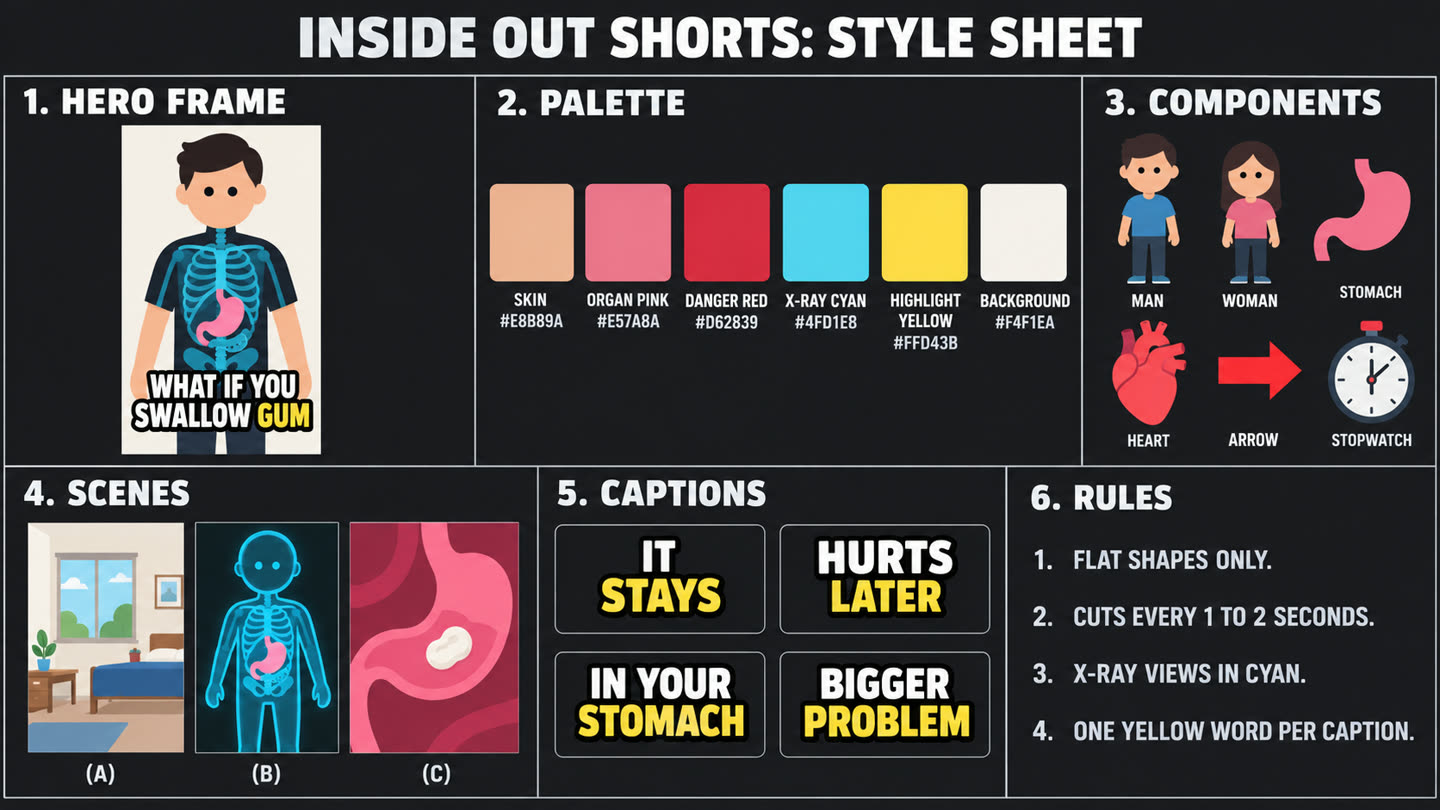 INSIDE OUT SHORTS: STYLE SHEET
1. HERO FRAME
WHAT IF YOU
SWALLOW GUM
2. PALETTE
SKIN
#E8B89A
ORGAN PINK
#E57A8A
DANGER RED
#D62839
X-RAY CYAN
#4FD1E8
HIGHLIGHT
YELLOW
#FFD43B
BACKGROUND
#F4F1EA
3. COMPONENTS
MAN
WOMAN
STOMACH
HEART
ARROW
STOPWATCH
4. SCENES
(A)
(B)
(C)
5. CAPTIONS
IT
STAYS
HURTS
LATER
IN YOUR
STOMACH
BIGGER
PROBLEM
6. RULES
1. FLAT SHAPES ONLY.
2. CUTS EVERY 1 TO 2 SECONDS.
3. X-RAY VIEWS IN CYAN.
4. ONE YELLOW WORD PER CAPTION.